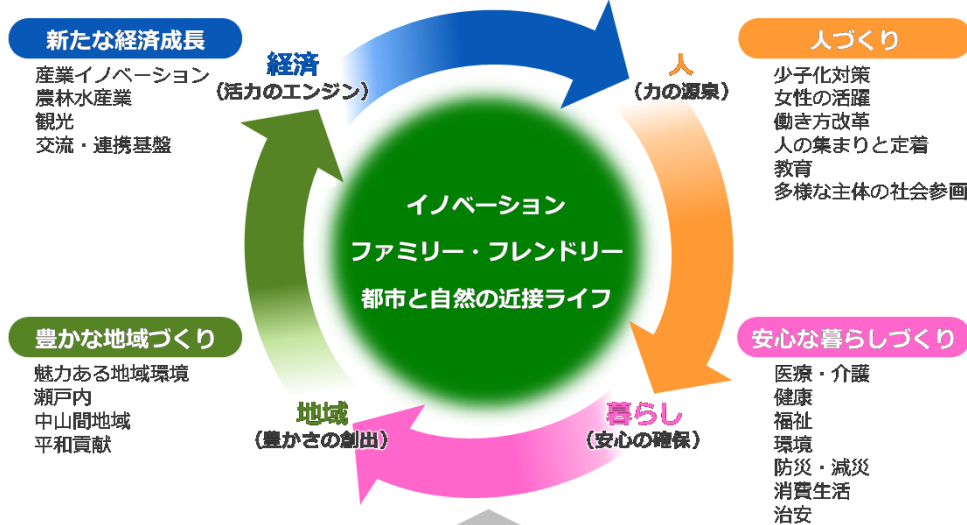 新たな経済成長
産業イノベーション
農林水産業
観光
交流・連携基盤
経済
(活力のエンジン)
人
(力の源泉)
人づくり
少子化対策
女性の活躍
働き方改革
人の集まりと定着
教育
多様な主体の社会参画
イノベーション
ファミリー・フレンドリー
都市と自然の近接ライフ
豊かな地域づくり
魅力ある地域環境
瀬戸内
中山間地域
平和貢献
地域
(豊かさの創出)
暮らし
(安心の確保)
安心な暮らしづくり
医療・介護
健康
福祉
環境
防災・減災
消費生活
治安